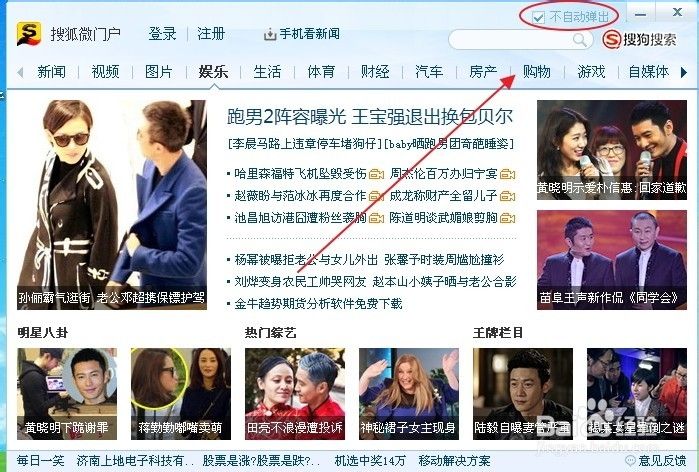 不自动弹出
搜狐微门户 登录 注册 手机看新闻 搜狗搜索
新闻 视频 图片 娱乐 生活 体育 财经 汽车 房产 购物 游戏 自媒体
跑男2阵容曝光 王宝强退出换包贝尔
[李晨马路上违章停车堵狗仔] [baby晒跑男团奇葩睡姿]
哈里森福特飞机坠毁受伤 周杰伦百万办归宁宴
赵薇盼与范冰冰再度合作 成龙称财产全留儿子
池昌旭访港囧遭粉丝袭胸 陈道明谈武媚娘剪胸
杨幂被曝拒老公与女儿外出 张馨予时装周尴尬撞衫
刘烨变身农民工帅哭网友 赵本山小姨子晒与老公合影
金牛趋势期货分析软件免费下载
孙俪霸气逛街 老公邓超携保镖护驾
黄晓明示爱朴信惠:回家道歉
苗阜王声新作侃《同学会》
明星八卦 热门综艺 王牌栏目
黄晓明下跪谢罪 蒋勤勤嘟嘴卖萌 田亮不浪漫遭投诉 神秘裙子女主现身 陆毅自曝妻管严
Baidu 经验
每日一笑 济南上地电子科技有.. 股票是涨?股票是跌?.. 机选中奖14万 移动解决方案 意见反馈